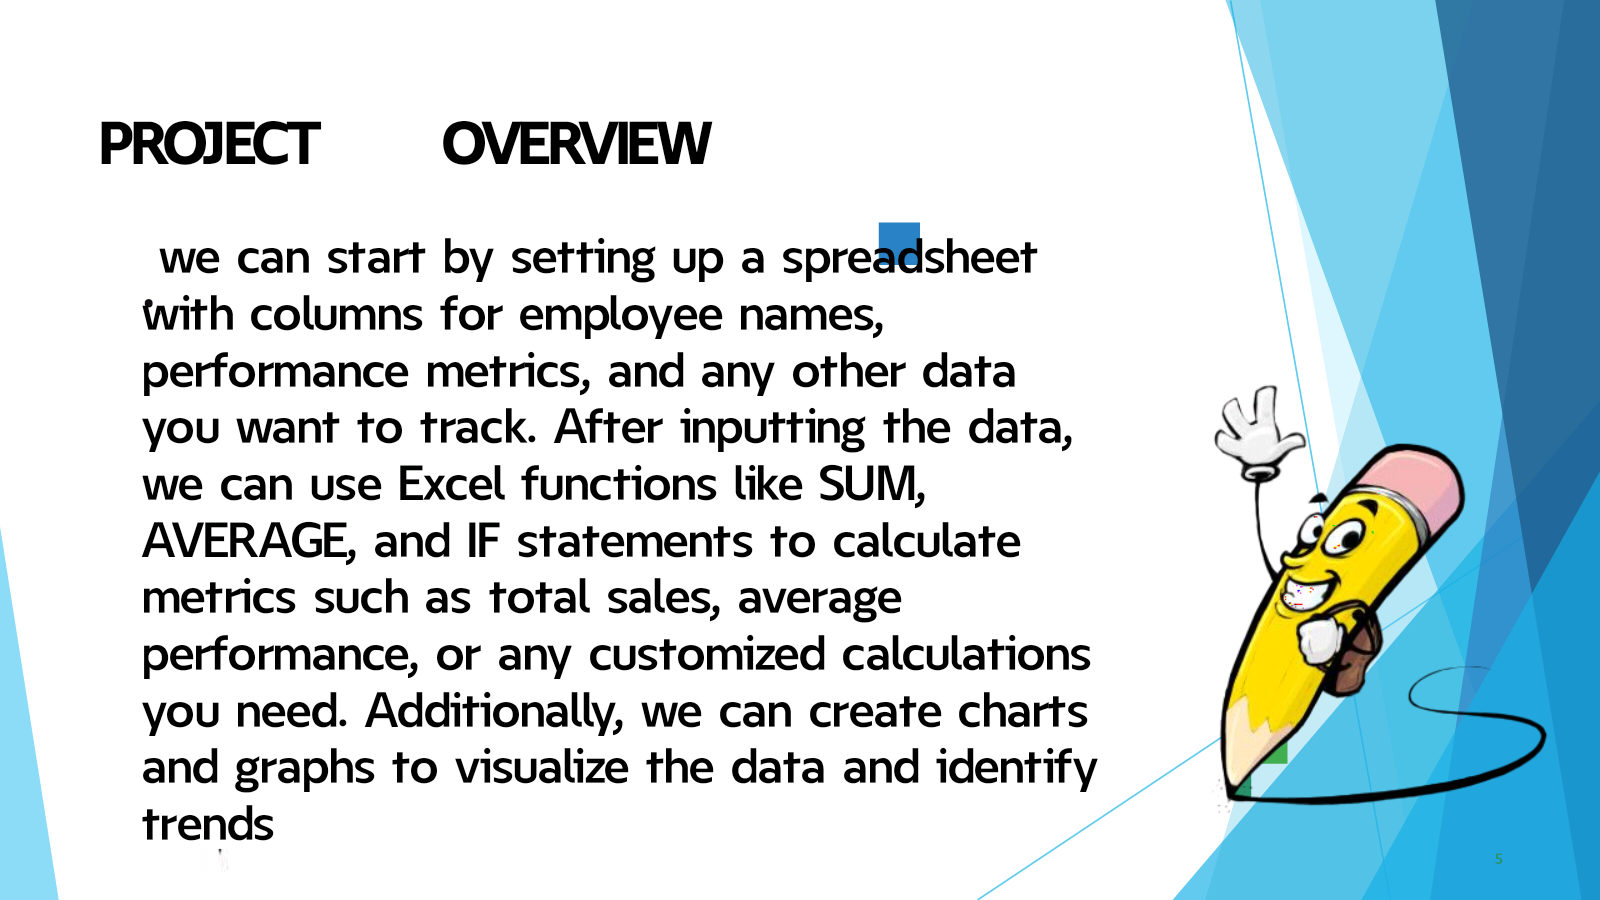 PROJECT OVERVIEW
we can start by setting up a spreadsheet
with columns for employee names,
performance metrics, and any other data
you want to track. After inputting the data,
we can use Excel functions like SUM,
AVERAGE, and IF statements to calculate
metrics such as total sales, average
performance, or any customized calculations
you need. Additionally, we can create charts
and graphs to visualize the data and identify
trends
5